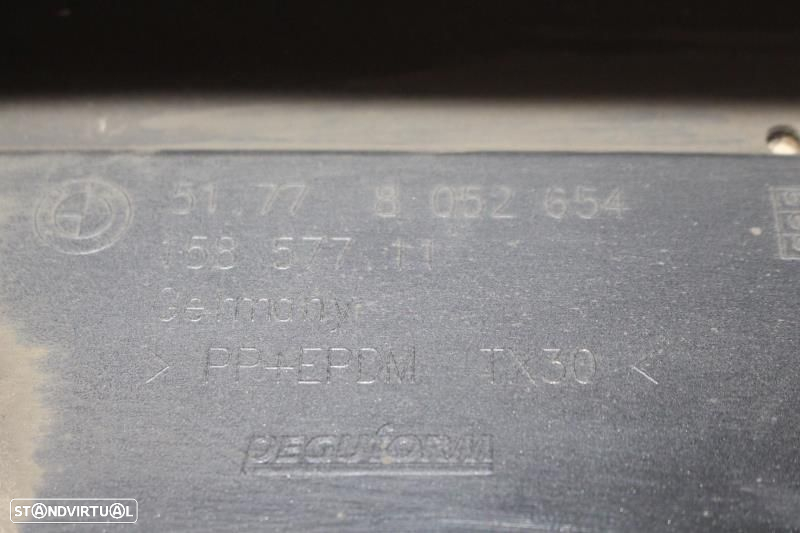 51.77 8 052 654
158 577.11
Germany
> PP+EPDM TX30 <
peguform
STANDVIRTUAL